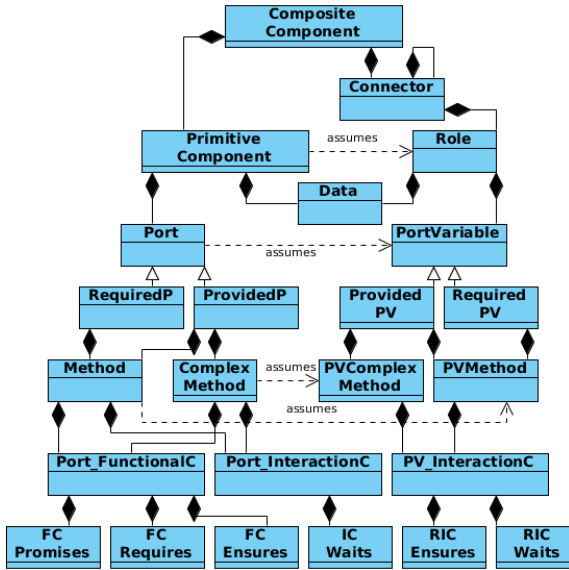 Composite
Component
Connector
Primitive
Component
assumes
Role
Data
Port
assumes
PortVariable
RequiredP
ProvidedP
Provided
PV
Required
PV
Method
Complex
Method
assumes
PVComplex
Method
PVMethod
assumes
Port_FunctionalC
Port_InteractionC
PV_InteractionC
FC
Promises
FC
Requires
FC
Ensures
IC
Waits
RIC
Ensures
RIC
Waits